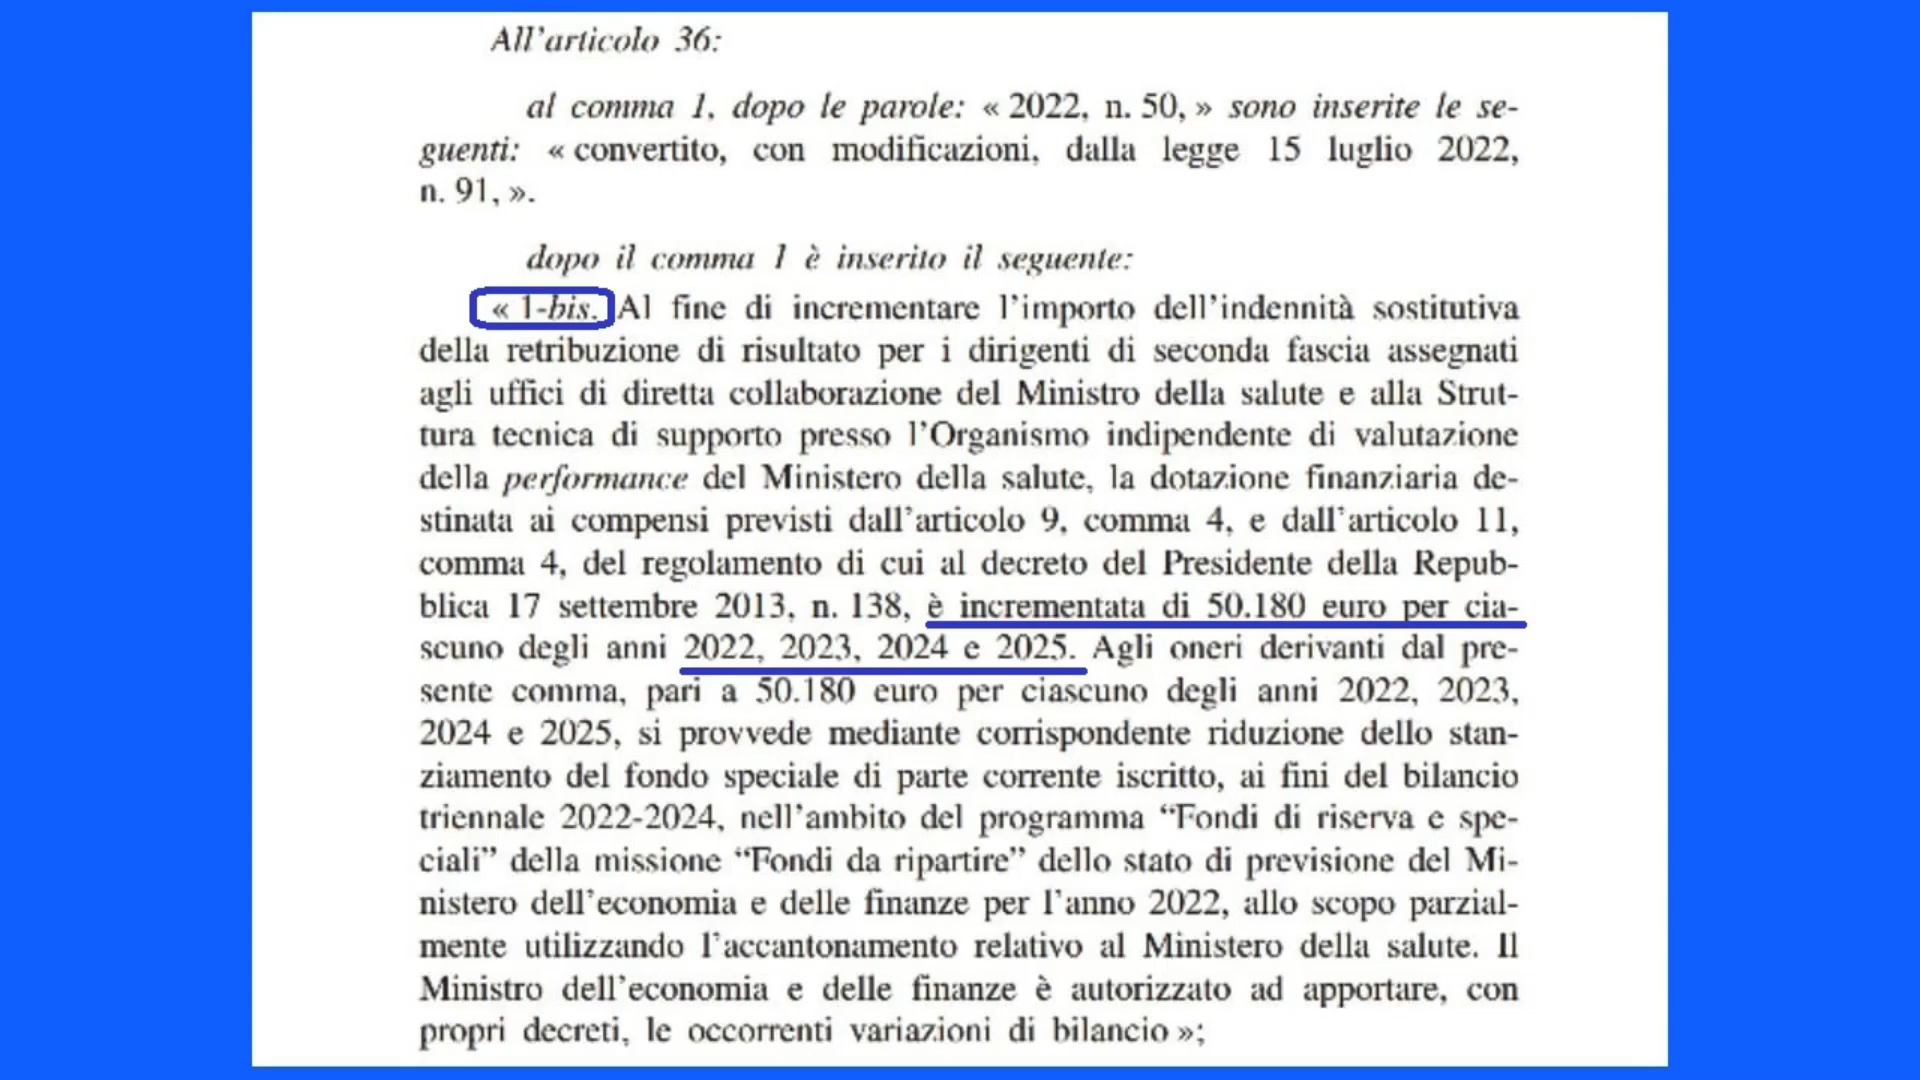 All'articolo 36:
al comma 1, dopo le parole: « 2022, n. 50, » sono inserite le se-
guenti: « convertito, con modificazioni, dalla legge 15 luglio 2022,
n. 91, ».
dopo il comma 1 è inserito il seguente:
« 1-bis. Al fine di incrementare l'importo dell'indennità sostitutiva
della retribuzione di risultato per i dirigenti di seconda fascia assegnati
agli uffici di diretta collaborazione del Ministro della salute e alla Strut-
tura tecnica di supporto presso l'Organismo indipendente di valutazione
della performance del Ministero della salute, la dotazione finanziaria de-
stinata ai compensi previsti dall'articolo 9, comma 4, e dall'articolo 11,
comma 4, del regolamento di cui al decreto del Presidente della Repub-
blica 17 settembre 2013, n. 138, è incrementata di 50.180 euro per cia-
scuno degli anni 2022, 2023, 2024 e 2025. Agli oneri derivanti dal pre-
sente comma, pari a 50.180 euro per ciascuno degli anni 2022, 2023,
2024 e 2025, si provvede mediante corrispondente riduzione dello stan-
ziamento del fondo speciale di parte corrente iscritto, ai fini del bilancio
triennale 2022-2024, nell'ambito del programma “Fondi di riserva e spe-
ciali” della missione “Fondi da ripartire” dello stato di previsione del Mi-
nistero dell'economia e delle finanze per l'anno 2022, allo scopo parzial-
mente utilizzando l'accantonamento relativo al Ministero della salute. Il
Ministro dell'economia e delle finanze è autorizzato ad apportare, con
propri decreti, le occorrenti variazioni di bilancio »;